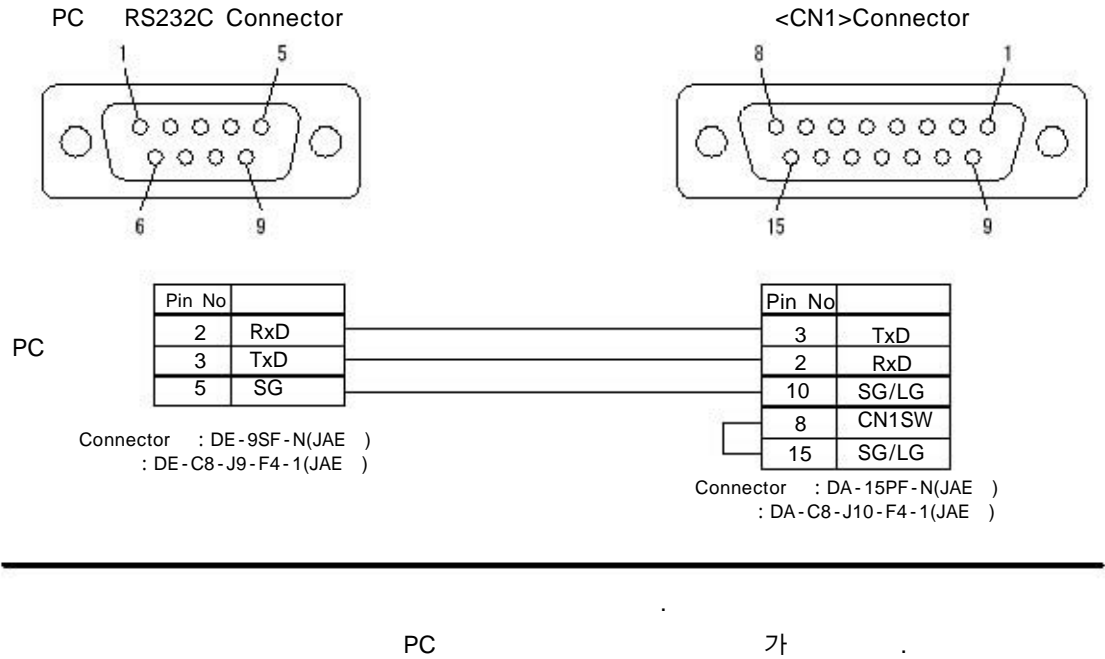 PC RS232C Connector
<CN1>Connector
1 5
8 1
6 9
15 9
Pin No
2 RxD
3 TxD
5 SG
PC
Pin No
3 TxD
2 RxD
10 SG/LG
8 CN1SW
15 SG/LG
Connector : DE-9SF-N(JAE )
: DE-C8-J9-F4-1(JAE )
Connector : DA-15PF-N(JAE )
: DA-C8-J10-F4-1(JAE )
.
PC 가 .